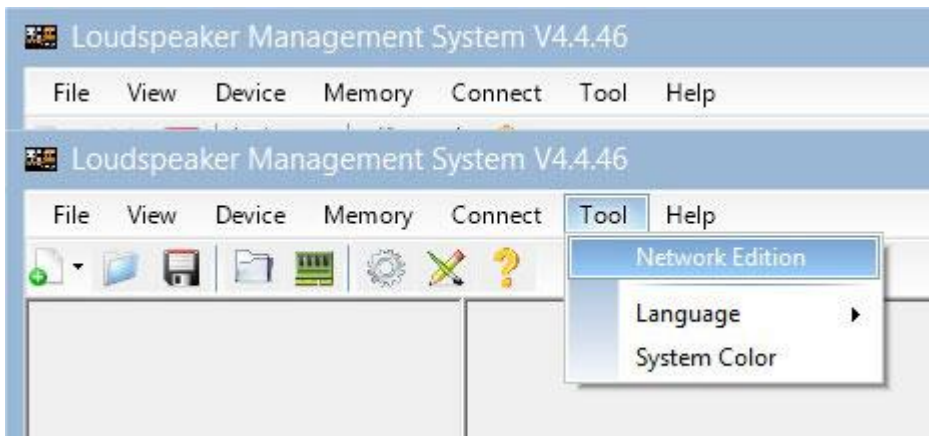 Loudspeaker Management System V4.4.46
File View Device Memory Connect Tool Help
Loudspeaker Management System V4.4.46
File View Device Memory Connect Tool Help
Network Edition
Language
System Color